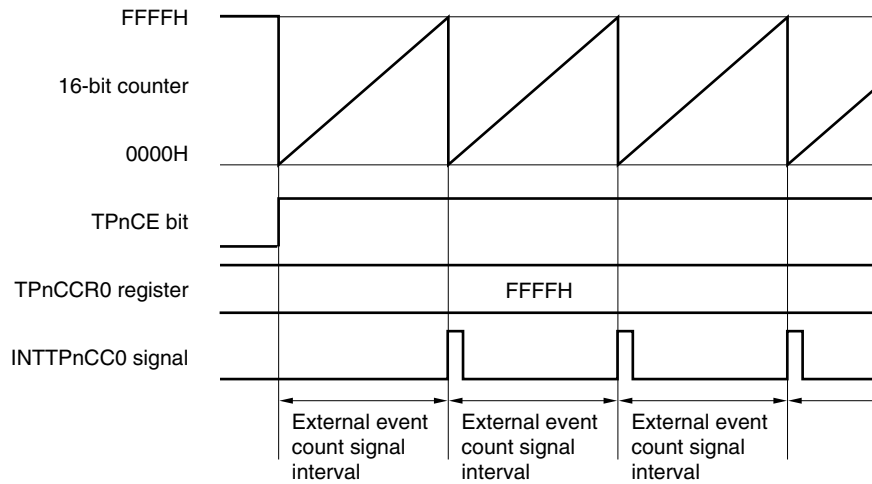 FFFFH
16-bit counter
0000H
TPnCE bit
TPnCCR0 register
FFFFH
INTTPnCC0 signal
External event
count signal
interval
External event
count signal
interval
External event
count signal
interval